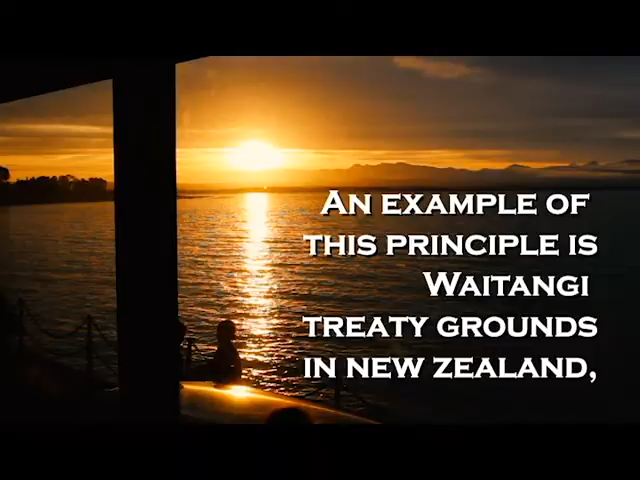 An example of
this principle is
Waitangi
treaty grounds
in new zealand,